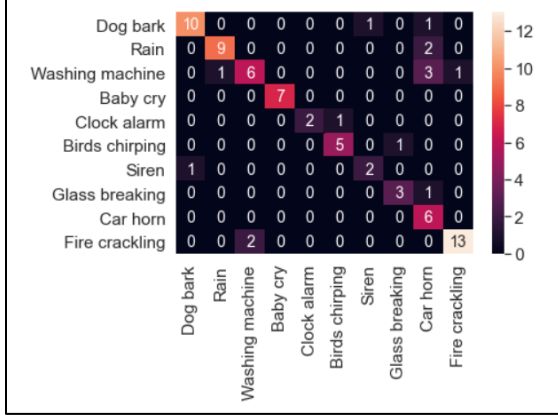 Dog bark 10 0 0 0 0 0 1 0 1 0
Rain 0 9 0 0 0 0 0 0 2 0
Washing machine 0 1 6 0 0 0 0 0 3 1
Baby cry 0 0 0 7 0 0 0 0 0 0
Clock alarm 0 0 0 0 2 1 0 0 0 0
Birds chirping 0 0 0 0 0 5 0 1 0 0
Siren 1 0 0 0 0 0 2 0 0 0
Glass breaking 0 0 0 0 0 0 0 3 1 0
Car horn 0 0 0 0 0 0 0 0 6 0
Fire crackling 0 0 2 0 0 0 0 0 0 13
Dog bark
Rain
Washing machine
Baby cry
Clock alarm
Birds chirping
Siren
Glass breaking
Car horn
Fire crackling
12
10
8
6
4
2
0